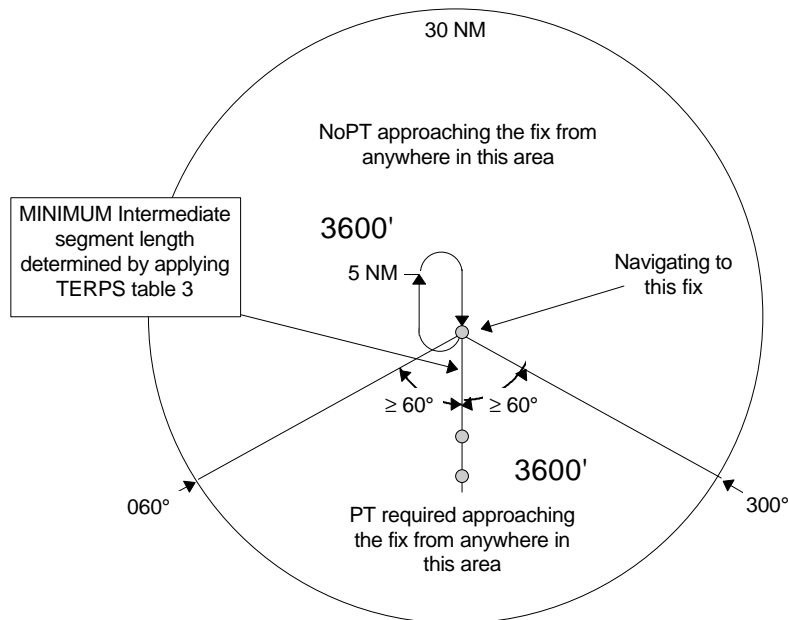 30 NM
NoPT approaching the fix from
anywhere in this area
MINIMUM Intermediate
segment length
determined by applying
TERPS table 3
3600'
5 NM
Navigating to
this fix
≥ 60°
≥ 60°
3600'
060°
300°
PT required approaching
the fix from anywhere in
this area